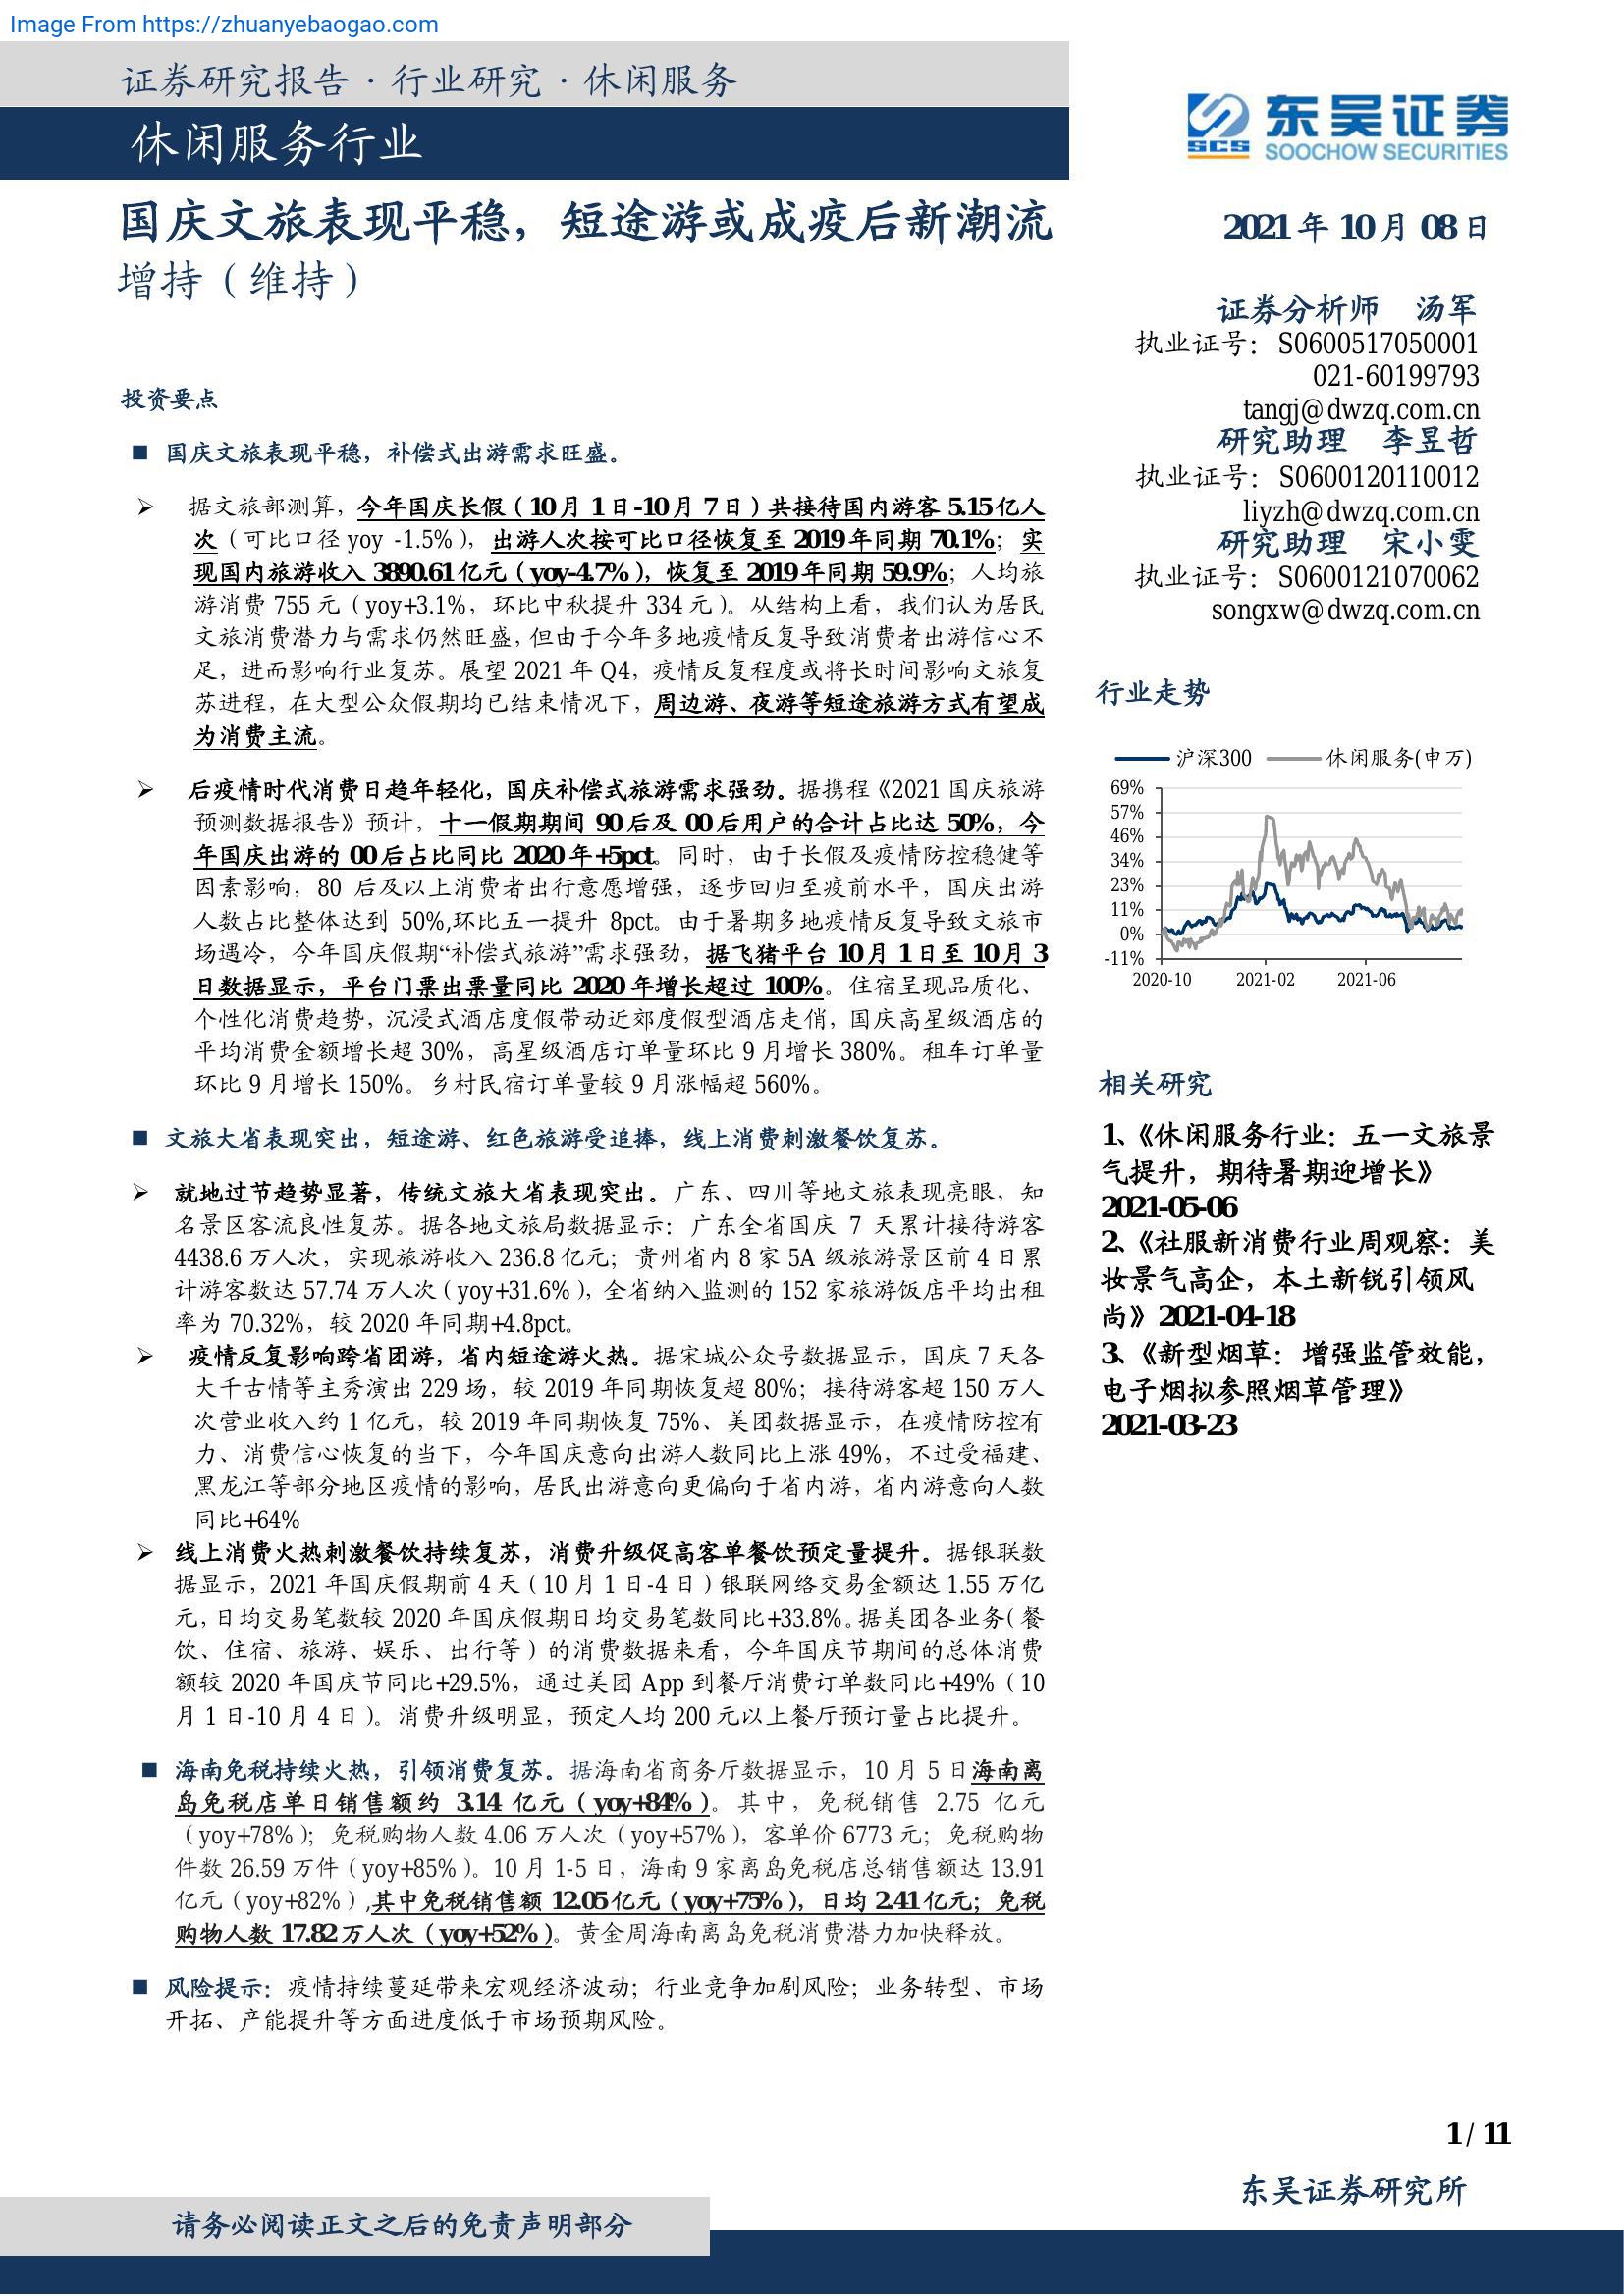 Image From https://zhuanyebaogao.com
证券研究报告·行业研究·休闲服务
休闲服务行业
国庆文旅表现平稳，短途游或成疫后新潮流
增持（维持）
投资要点
■ 国庆文旅表现平稳，补偿式出游需求旺盛。
➢ 据文旅部测算，今年国庆长假（10月1日-10月7日）共接待国内游客5.15亿人
次（可比口径yoy -1.5%），出游人次按可比口径恢复至2019年同期70.1%；实
现国内旅游收入3890.61亿元（yoy-4.7%），恢复至2019年同期59.9%；人均旅
游消费755元（yoy+3.1%，环比中秋提升334元）。从结构上看，我们认为居民
文旅消费潜力与需求仍然旺盛，但由于今年多地疫情反复导致消费者出游信心不
足，进而影响行业复苏。展望2021年Q4，疫情反复程度或将长时间影响文旅复
苏进程，在大型公众假期均已结束情况下，周边游、夜游等短途旅游方式有望成
为消费主流。
➢ 后疫情时代消费日趋年轻化，国庆补偿式旅游需求强劲。据携程《2021国庆旅游
预测数据报告》预计，十一假期期间90后及00后用户的合计占比达50%，今
年国庆出游的00后占比同比2020年+5pct。同时，由于长假及疫情防控稳健等
因素影响，80后及以上消费者出行意愿增强，逐步回归至疫前水平，国庆出游
人数占比整体达到50%,环比五一提升8pct。由于暑期多地疫情反复导致文旅市
场遇冷，今年国庆假期“补偿式旅游”需求强劲，据飞猪平台10月1日至10月3
日数据显示，平台门票出票量同比2020年增长超过100%。住宿呈现品质化、
个性化消费趋势，沉浸式酒店度假带动近郊度假型酒店走俏，国庆高星级酒店的
平均消费金额增长超30%，高星级酒店订单量环比9月增长380%。租车订单量
环比9月增长150%。乡村民宿订单量较9月涨幅超560%。
■ 文旅大省表现突出，短途游、红色旅游受追捧，线上消费刺激餐饮复苏。
➢ 就地过节趋势显著，传统文旅大省表现突出。广东、四川等地文旅表现亮眼，知
名景区客流良性复苏。据各地文旅局数据显示：广东全省国庆7天累计接待游客
4438.6万人次，实现旅游收入236.8亿元；贵州省内8家5A级旅游景区前4日累
计游客数达57.74万人次（yoy+31.6%），全省纳入监测的152家旅游饭店平均出租
率为70.32%，较2020年同期+4.8pct。
➢ 疫情反复影响跨省团游，省内短途游火热。据宋城公众号数据显示，国庆7天各
大千古情等主秀演出229场，较2019年同期恢复超80%；接待游客超150万人
次营业收入约1亿元，较2019年同期恢复75%、美团数据显示，在疫情防控有
力、消费信心恢复的当下，今年国庆意向出游人数同比上涨49%，不过受福建、
黑龙江等部分地区疫情的影响，居民出游意向更偏向于省内游，省内游意向人数
同比+64%
➢ 线上消费火热刺激餐饮持续复苏，消费升级促高客单餐饮预定量提升。据银联数
据显示，2021年国庆假期前4天（10月1日-4日）银联网络交易金额达1.55万亿
元，日均交易笔数较2020年国庆假期日均交易笔数同比+33.8%。据美团各业务（餐
饮、住宿、旅游、娱乐、出行等）的消费数据来看，今年国庆节期间的总体消费
额较2020年国庆节同比+29.5%，通过美团App到餐厅消费订单数同比+49%（10
月1日-10月4日）。消费升级明显，预定人均200元以上餐厅预订量占比提升。
■ 海南免税持续火热，引领消费复苏。据海南省商务厅数据显示，10月5日海南离
岛免税店单日销售额约3.14亿元（yoy+84%）。其中，免税销售2.75亿元
（yoy+78%）；免税购物人数4.06万人次（yoy+57%），客单价6773元；免税购物
件数26.59万件（yoy+85%）。10月1-5日，海南9家离岛免税店总销售额达13.91
亿元（yoy+82%）,其中免税销售额12.05亿元（yoy+75%），日均2.41亿元；免税
购物人数17.82万人次（yoy+52%）。黄金周海南离岛免税消费潜力加快释放。
■ 风险提示：疫情持续蔓延带来宏观经济波动；行业竞争加剧风险；业务转型、市场
开拓、产能提升等方面进度低于市场预期风险。
SCS 东吴证券
SOOCHOW SECURITIES
2021年10月08日
证券分析师 汤军
执业证号：S0600517050001
021-60199793
tangj@dwzq.com.cn
研究助理 李昱哲
执业证号：S0600120110012
liyzh@dwzq.com.cn
研究助理 宋小雯
执业证号：S0600121070062
songxw@dwzq.com.cn
行业走势
沪深300 休闲服务(申万)
69%
57%
46%
34%
23%
11%
0%
-11%
2020-10 2021-02 2021-06
相关研究
1、《休闲服务行业：五一文旅景
气提升，期待暑期迎增长》
2021-05-06
2、《社服新消费行业周观察：美
妆景气高企，本土新锐引领风
尚》2021-04-18
3、《新型烟草：增强监管效能，
电子烟拟参照烟草管理》
2021-03-23
1 / 11
东吴证券研究所
请务必阅读正文之后的免责声明部分